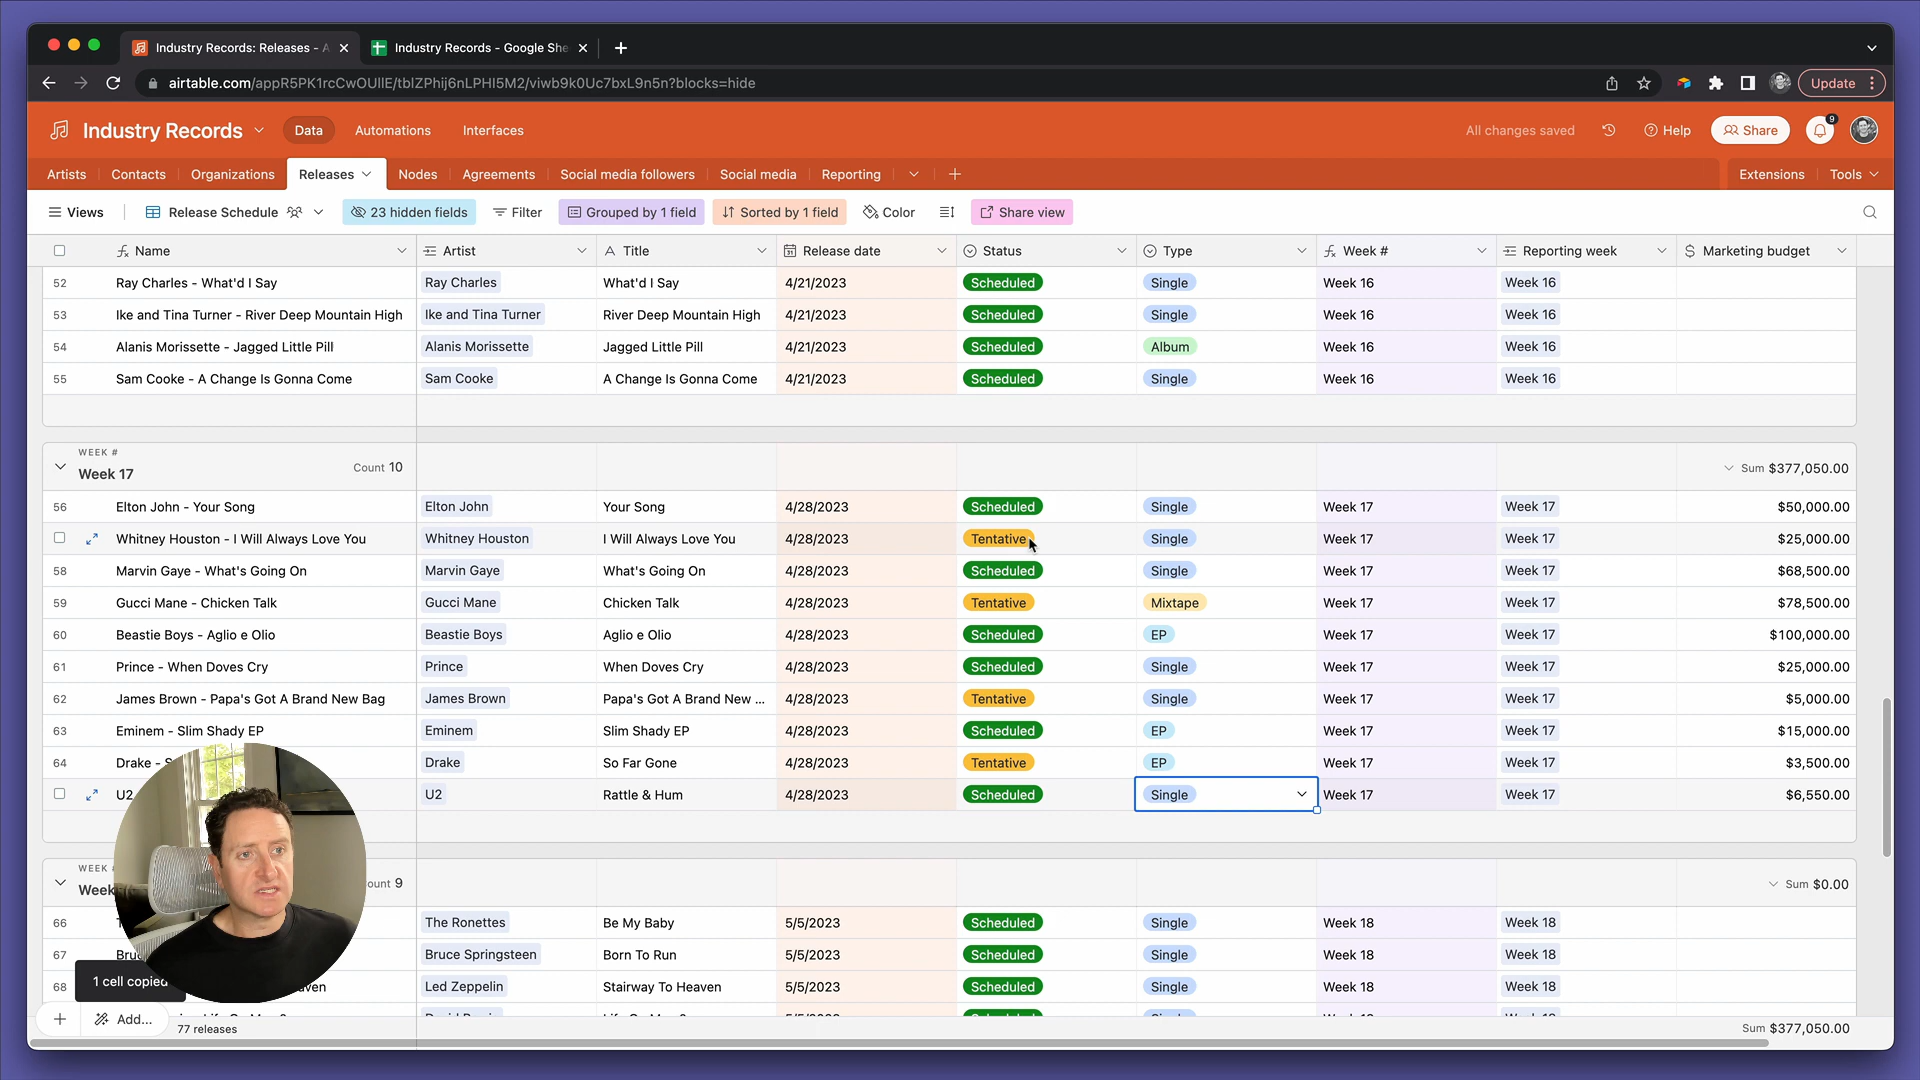 Industry Records: Releases - A
Industry Records - Google She
airtable.com/appR5PK1rcCwOUllE/tblZPhij6nLPHI5M2/viwb9k0Uc7bxL9n5n?blocks=hide
Update
Industry Records
Data
Automations
Interfaces
All changes saved
Help
Share
9
Artists
Contacts
Organizations
Releases
Nodes
Agreements
Social media followers
Social media
Reporting
Extensions
Tools
Views
Release Schedule
23 hidden fields
Filter
Grouped by 1 field
Sorted by 1 field
Color
Share view
Name Artist Title Release date Status Type Week # Reporting week Marketing budget
52 Ray Charles - What'd I Say Ray Charles What'd I Say 4/21/2023 Scheduled Single Week 16 Week 16
53 Ike and Tina Turner - River Deep Mountain High Ike and Tina Turner River Deep Mountain High 4/21/2023 Scheduled Single Week 16 Week 16
54 Alanis Morissette - Jagged Little Pill Alanis Morissette Jagged Little Pill 4/21/2023 Scheduled Album Week 16 Week 16
55 Sam Cooke - A Change Is Gonna Come Sam Cooke A Change Is Gonna Come 4/21/2023 Scheduled Single Week 16 Week 16
WEEK #
Week 17 Count 10 Sum $377,050.00
56 Elton John - Your Song Elton John Your Song 4/28/2023 Scheduled Single Week 17 Week 17 $50,000.00
Whitney Houston - I Will Always Love You Whitney Houston I Will Always Love You 4/28/2023 Tentative Single Week 17 Week 17 $25,000.00
58 Marvin Gaye - What's Going On Marvin Gaye What's Going On 4/28/2023 Scheduled Single Week 17 Week 17 $68,500.00
59 Gucci Mane - Chicken Talk Gucci Mane Chicken Talk 4/28/2023 Tentative Mixtape Week 17 Week 17 $78,500.00
60 Beastie Boys - Aglio e Olio Beastie Boys Aglio e Olio 4/28/2023 Scheduled EP Week 17 Week 17 $100,000.00
61 Prince - When Doves Cry Prince When Doves Cry 4/28/2023 Scheduled Single Week 17 Week 17 $25,000.00
62 James Brown - Papa's Got A Brand New Bag James Brown Papa's Got A Brand New ... 4/28/2023 Tentative Single Week 17 Week 17 $5,000.00
63 Eminem - Slim Shady EP Eminem Slim Shady EP 4/28/2023 Scheduled EP Week 17 Week 17 $15,000.00
64 Drake - Drake So Far Gone 4/28/2023 Tentative EP Week 17 Week 17 $3,500.00
U2 U2 Rattle & Hum 4/28/2023 Scheduled Single Week 17 Week 17 $6,550.00
WEEK
Week Count 9 Sum $0.00
66 The Ronettes Be My Baby 5/5/2023 Scheduled Single Week 18 Week 18
67 Bruce Springsteen Born To Run 5/5/2023 Scheduled Single Week 18 Week 18
68 Led Zeppelin Stairway To Heaven 5/5/2023 Scheduled Single Week 18 Week 18
1 cell copied
Add...
77 releases
Sum $377,050.00